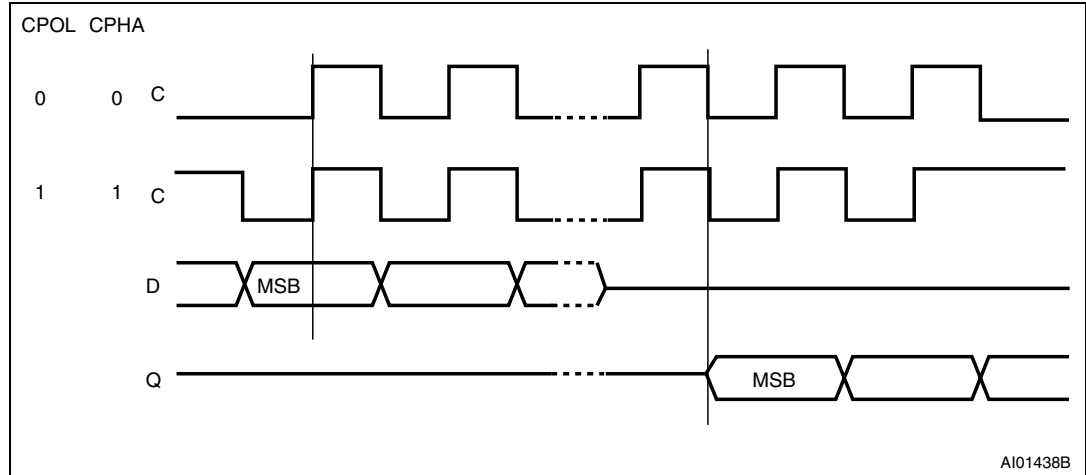 CPOL CPHA
0 0 C
1 1 C
D MSB
Q MSB
AI01438B